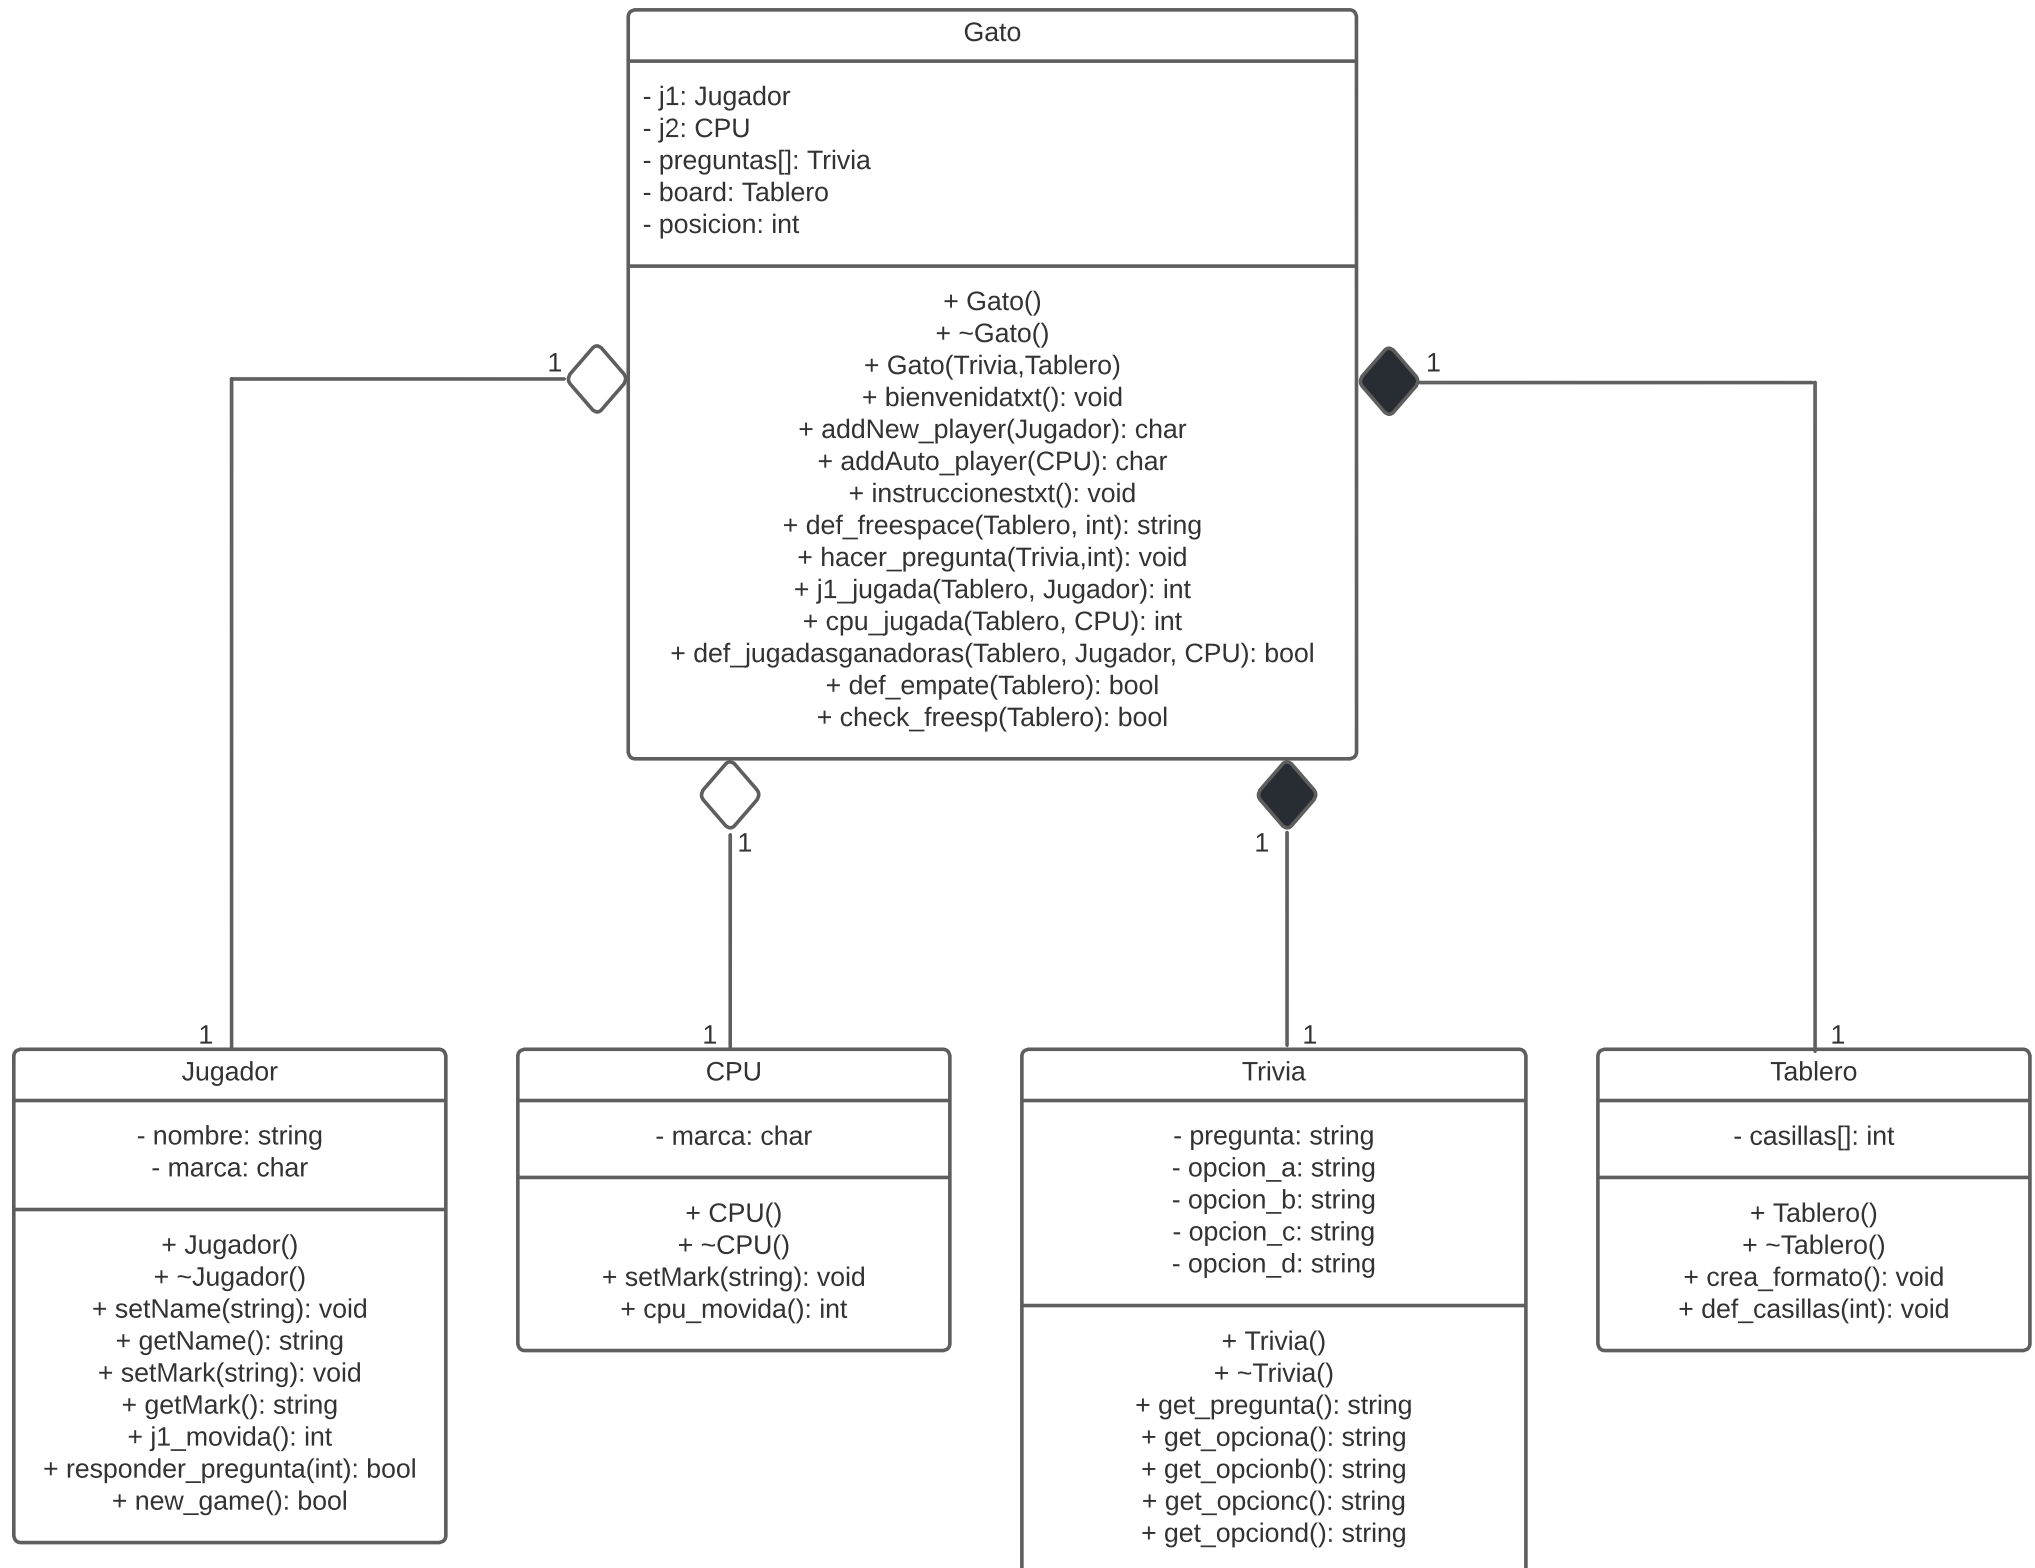 Gato
- j1: Jugador
- j2: CPU
- preguntas[]: Trivia
- board: Tablero
- posicion: int
+ Gato()
+ ~Gato()
+ Gato(Trivia,Tablero)
+ bienvenidatxt(): void
+ addNew_player(Jugador): char
+ addAuto_player(CPU): char
+ instruccionestxt(): void
+ def_freespace(Tablero, int): string
+ hacer_pregunta(Trivia,int): void
+ j1_jugada(Tablero, Jugador): int
+ cpu_jugada(Tablero, CPU): int
+ def_jugadasganadoras(Tablero, Jugador, CPU): bool
+ def_empate(Tablero): bool
+ check_freesp(Tablero): bool
1
1
1
1
1
1
1
1
Jugador
- nombre: string
- marca: char
+ Jugador()
+ ~Jugador()
+ setName(string): void
+ getName(): string
+ setMark(string): void
+ getMark(): string
+ j1_movida(): int
+ responder_pregunta(int): bool
+ new_game(): bool
CPU
- marca: char
+ CPU()
+ ~CPU()
+ setMark(string): void
+ cpu_movida(): int
Trivia
- pregunta: string
- opcion_a: string
- opcion_b: string
- opcion_c: string
- opcion_d: string
+ Trivia()
+ ~Trivia()
+ get_pregunta(): string
+ get_opciona(): string
+ get_opcionb(): string
+ get_opcionc(): string
+ get_opciond(): string
Tablero
- casillas[]: int
+ Tablero()
+ ~Tablero()
+ crea_formato(): void
+ def_casillas(int): void